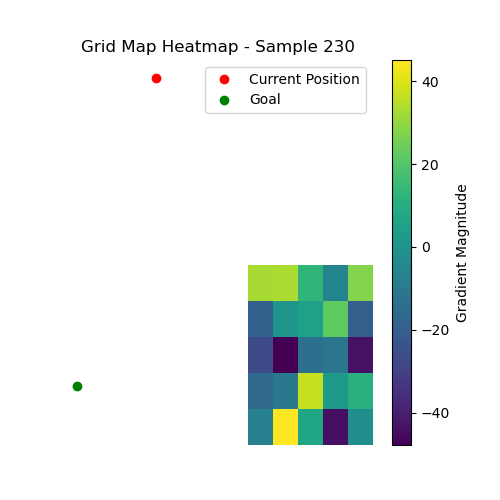 Grid Map Heatmap - Sample 230
Current Position
Goal
40
20
0
−20
−40
Gradient Magnitude